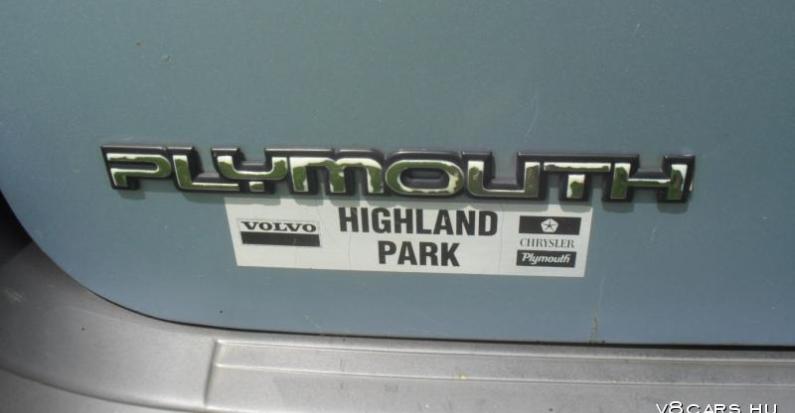 PLYMOUTH
VOLVO
HIGHLAND
PARK
CHRYSLER
Plymouth
V8CARS.HU